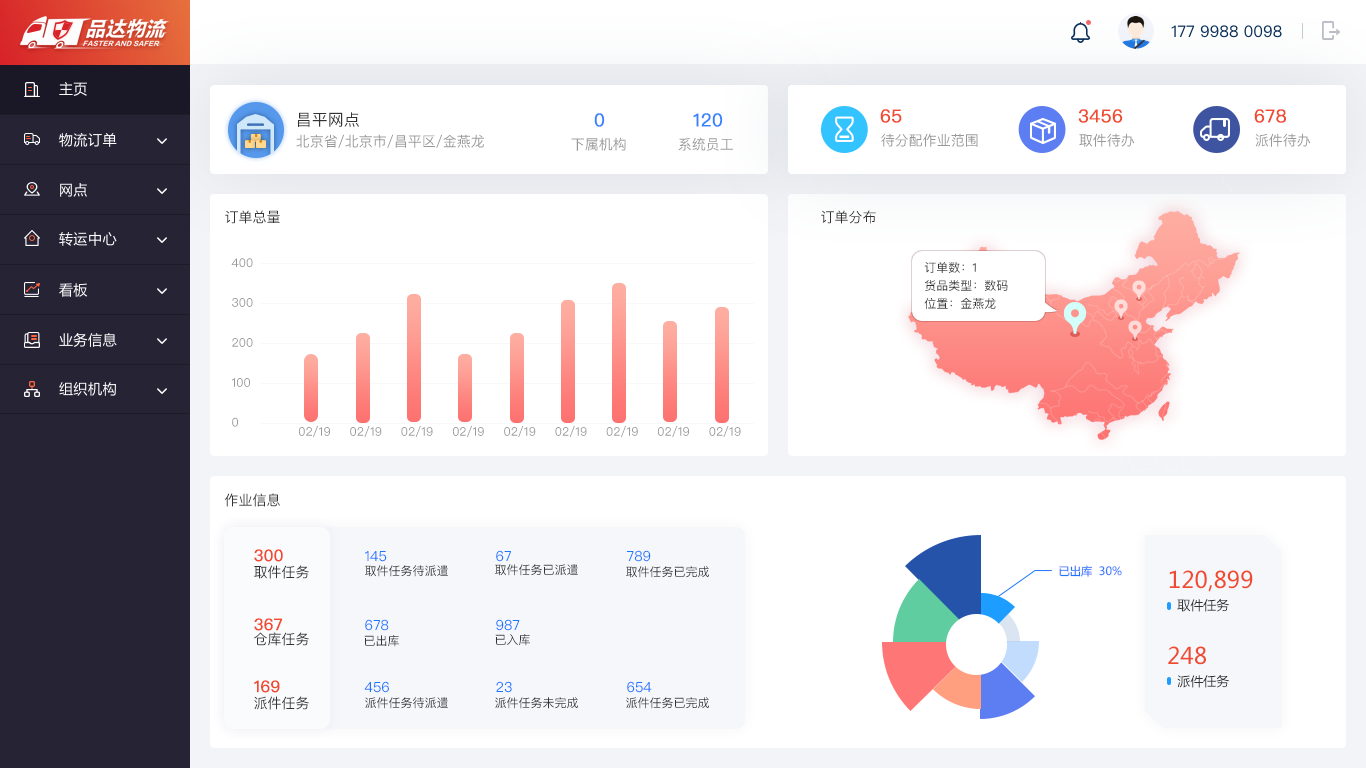 品达物流
FASTER AND SAFER
177 9988 0098
主页
物流订单
网点
转运中心
看板
业务信息
组织机构
昌平网点
北京省/北京市/昌平区/金燕龙
0
下属机构
120
系统员工
65
待分配作业范围
3456
取件待办
678
派件待办
订单总量
400
300
200
100
0
02/19 02/19 02/19 02/19 02/19 02/19 02/19 02/19 02/19
订单分布
订单数：1
货品类型：数码
位置：金燕龙
作业信息
300
取件任务
145
取件任务待派遣
67
取件任务已派遣
789
取件任务已完成
367
仓库任务
678
已出库
987
已入库
169
派件任务
456
派件任务待派遣
23
派件任务未完成
654
派件任务已完成
已出库 30%
120,899
取件任务
248
派件任务